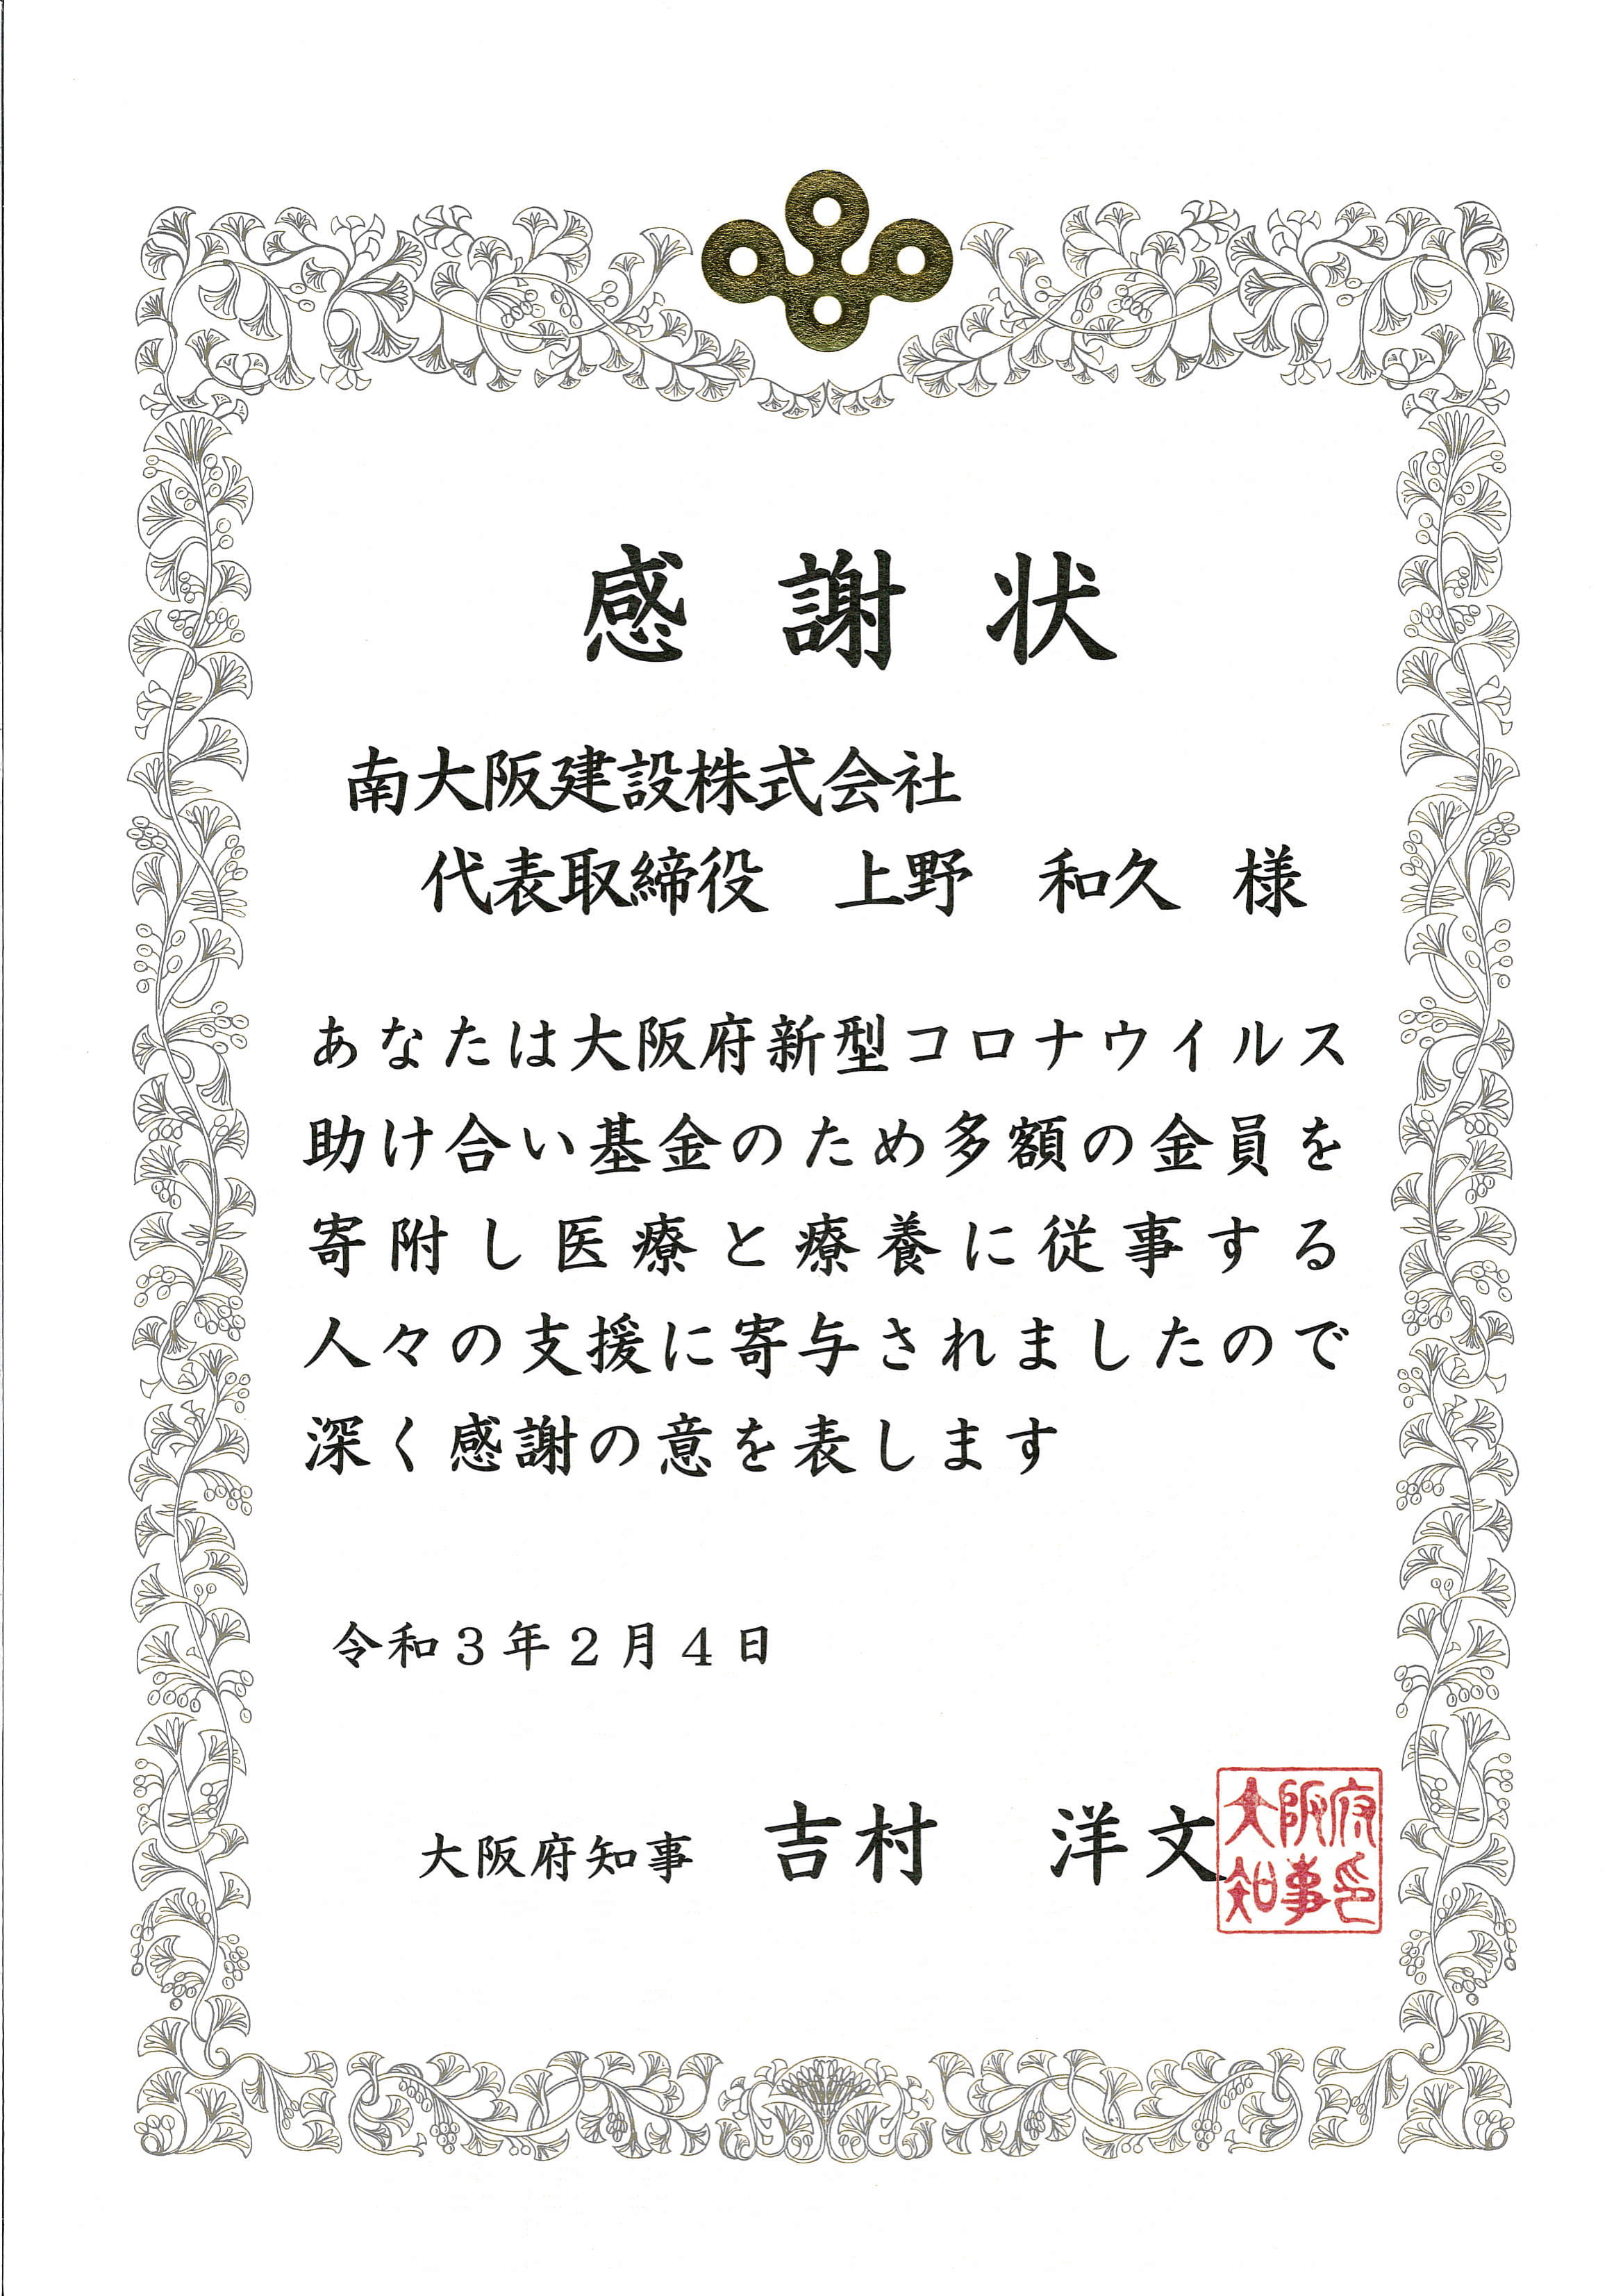 感謝状
南大阪建設株式会社
代表取締役　上野　和久　様
あなたは大阪府新型コロナウイルス
助け合い基金のため多額の金員を
寄附し医療と療養に従事する
人々の支援に寄与されましたので
深く感謝の意を表します
令和３年２月４日
大阪府知事　吉村　洋文
大阪府
知事印